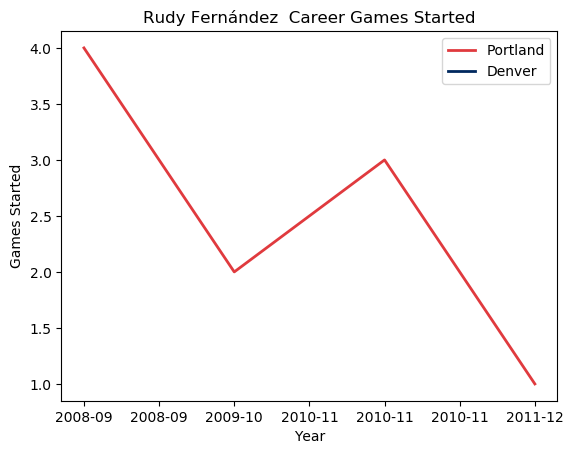 Rudy Fernández  Career Games Started
Portland
Denver
4.0
3.5
3.0
2.5
2.0
1.5
1.0
Games Started
2008-09 2008-09 2009-10 2010-11 2010-11 2010-11 2011-12
Year